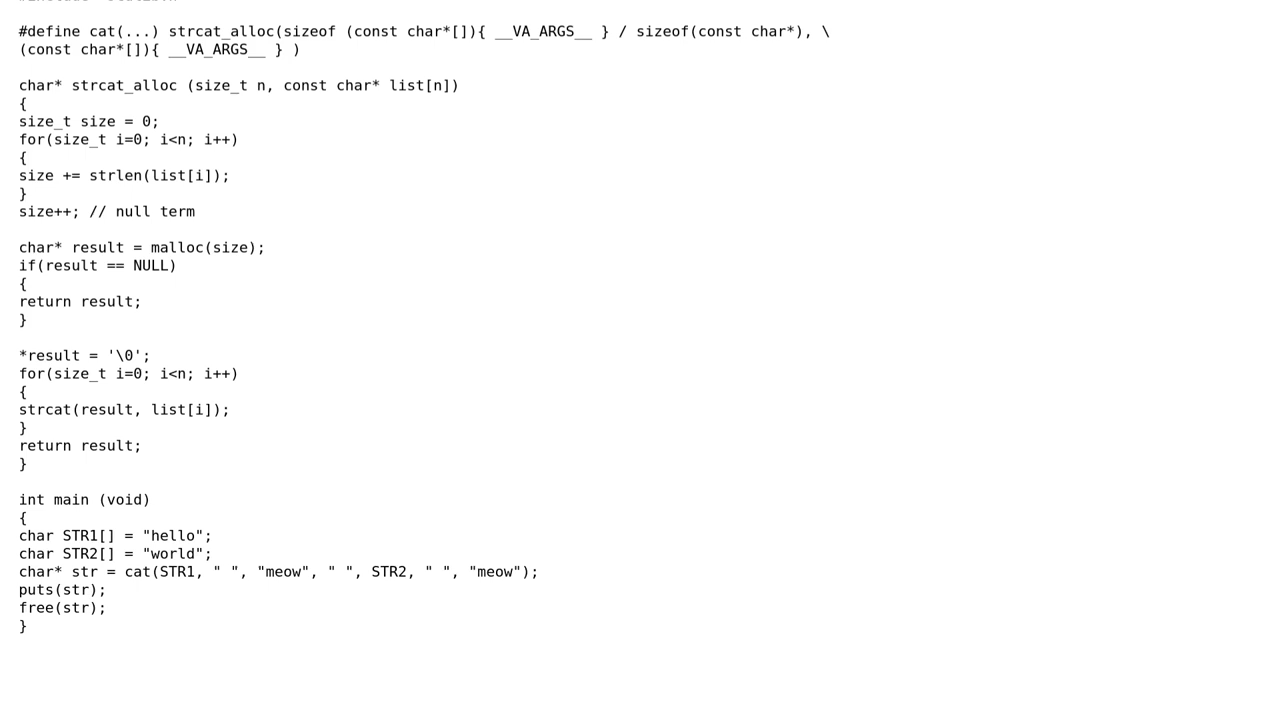 #define cat(...) strcat_alloc(sizeof (const char*[]){ __VA_ARGS__ } / sizeof(const char*), \
(const char*[]){ __VA_ARGS__ } )
char* strcat_alloc (size_t n, const char* list[n])
{
size_t size = 0;
for(size_t i=0; i<n; i++)
{
size += strlen(list[i]);
}
size++; // null term
char* result = malloc(size);
if(result == NULL)
{
return result;
}
*result = '\0';
for(size_t i=0; i<n; i++)
{
strcat(result, list[i]);
}
return result;
}
int main (void)
{
char STR1[] = "hello";
char STR2[] = "world";
char* str = cat(STR1, " ", "meow", " ", STR2, " ", "meow");
puts(str);
free(str);
}